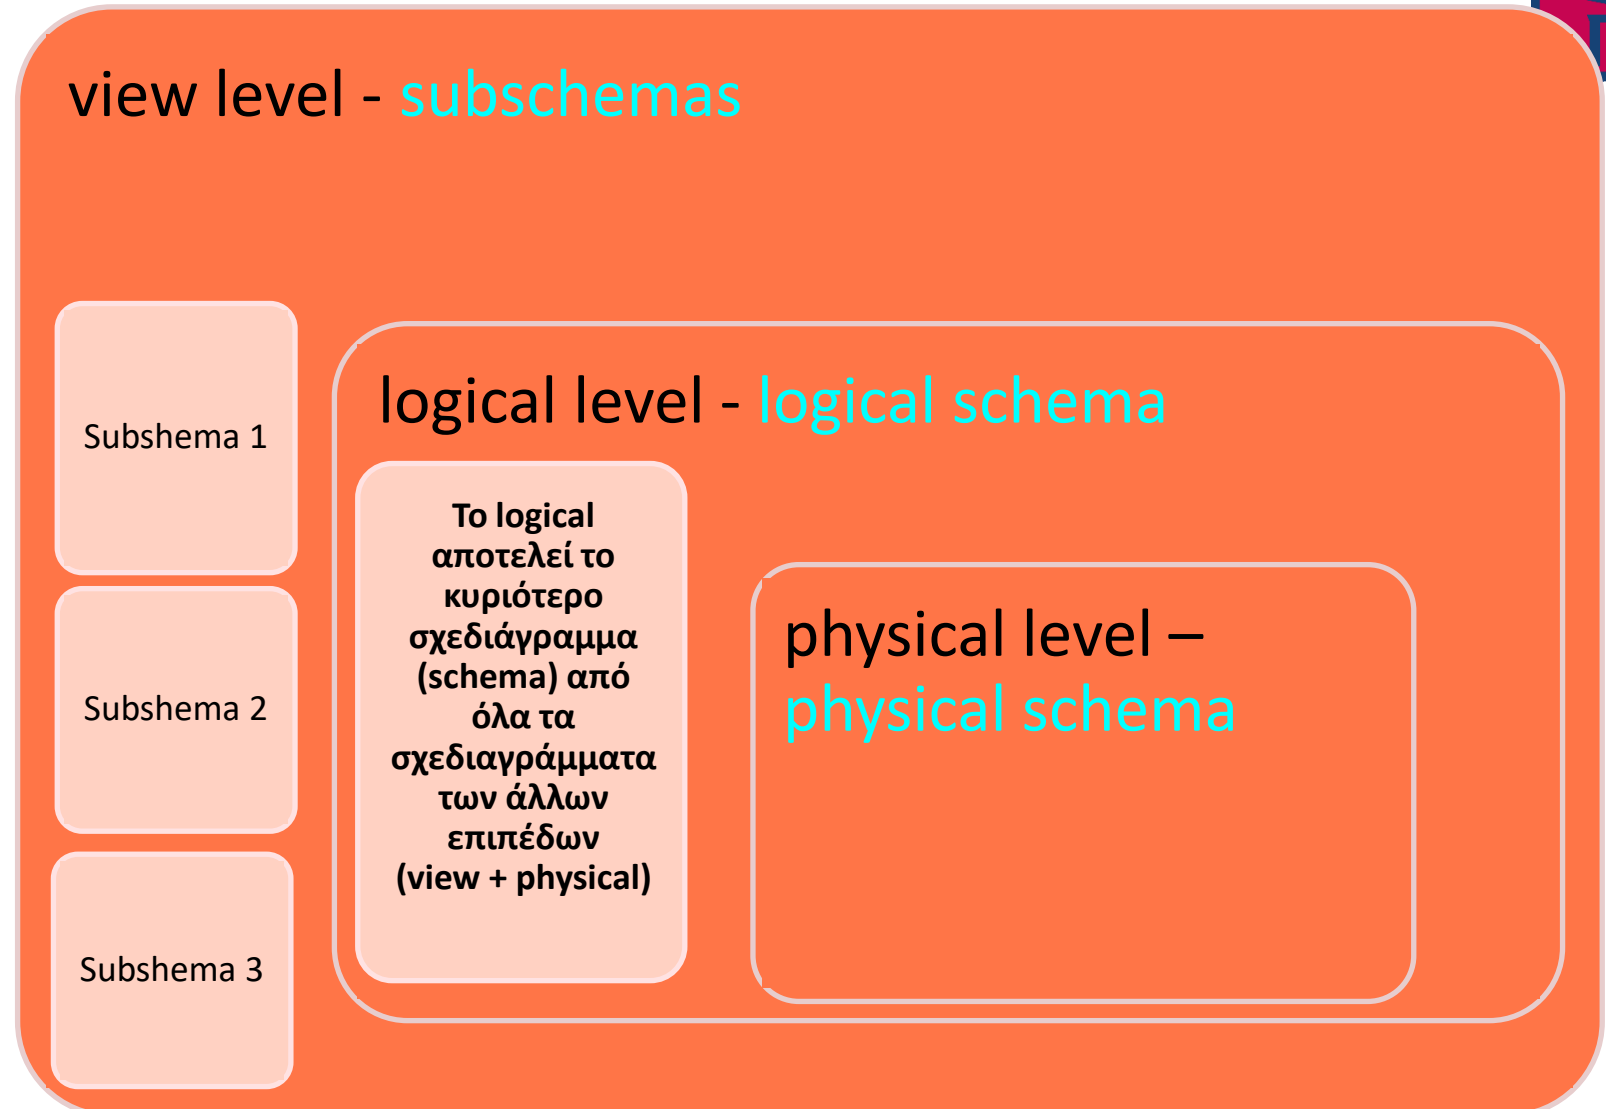 view level - subschemas
Subshema 1
Subshema 2
Subshema 3
logical level - logical schema
Το logical
αποτελεί το
κυριότερο
σχεδιάγραμμα
(schema) από
όλα τα
σχεδιαγράμματα
των άλλων
επιπέδων
(view + physical)
physical level –
physical schema